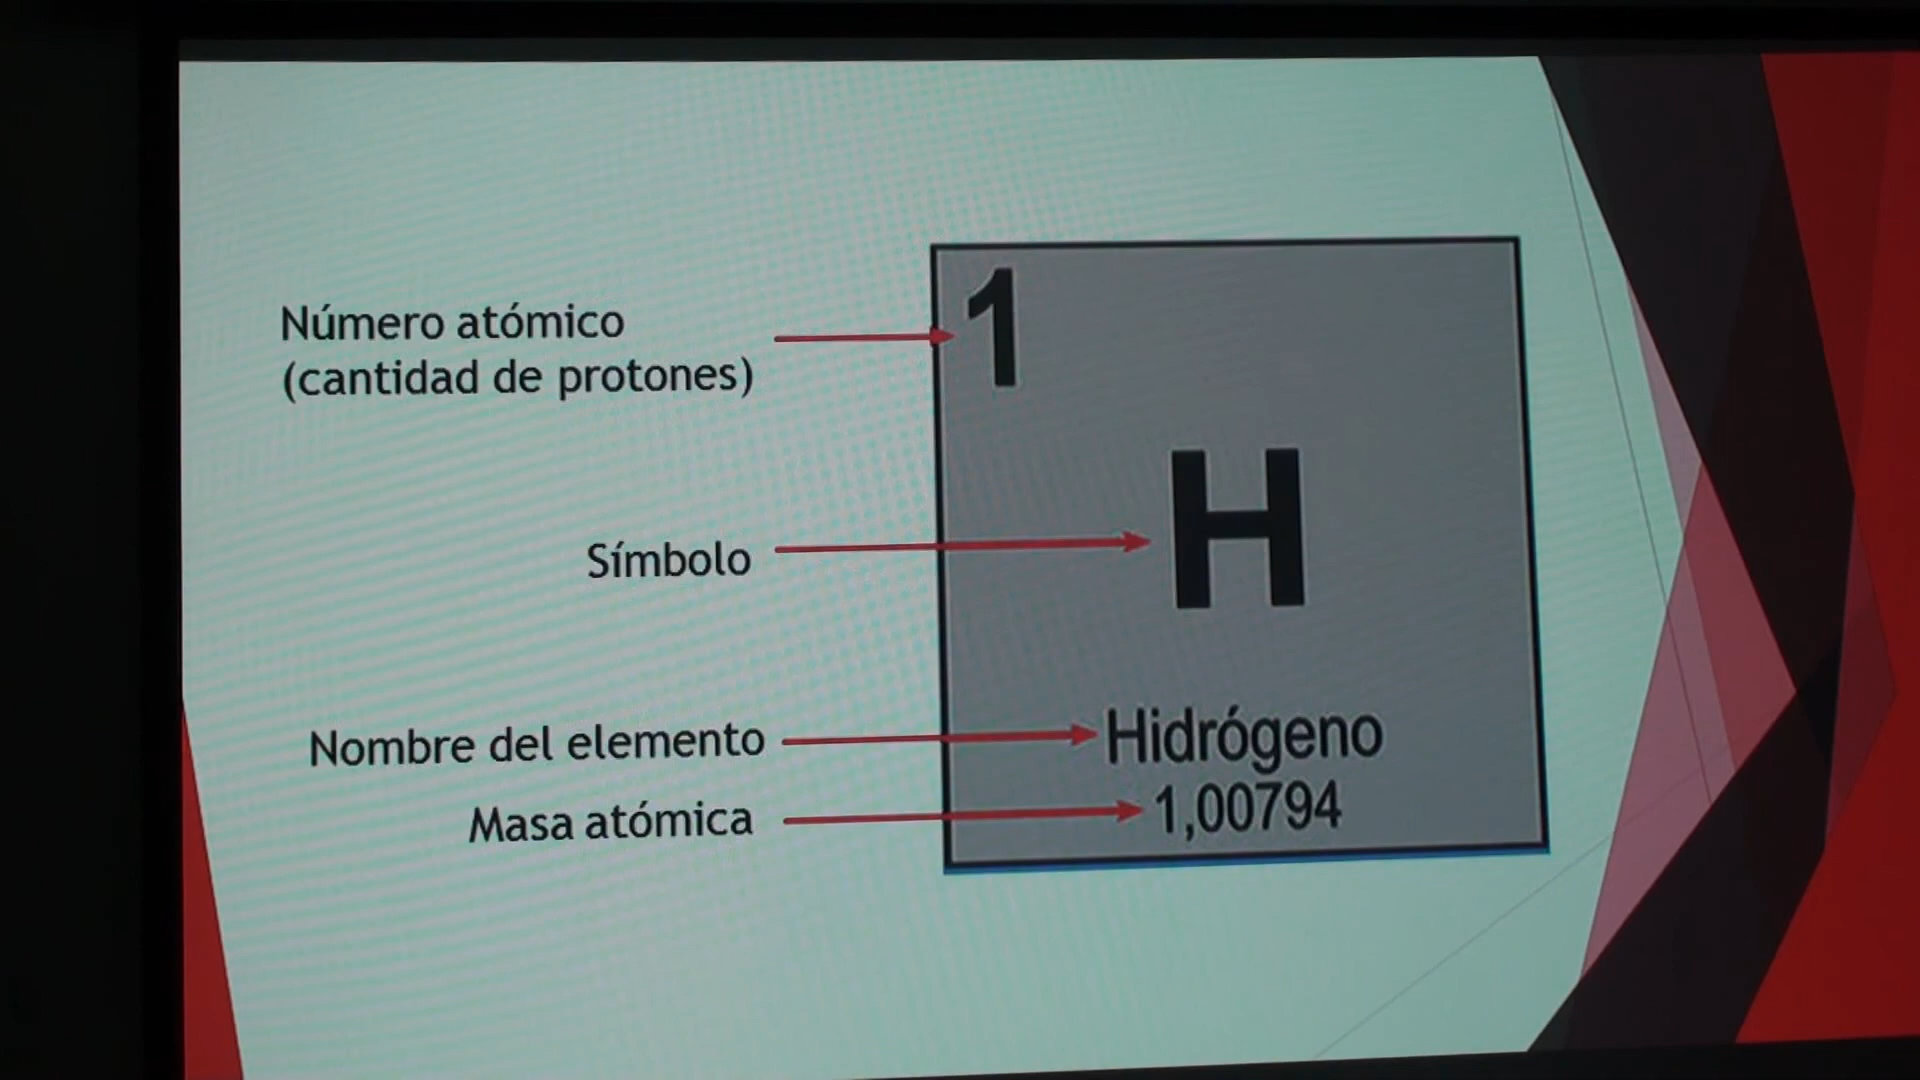 Número atómico
(cantidad de protones)
1
Símbolo
H
Nombre del elemento
Hidrógeno
Masa atómica
1,00794